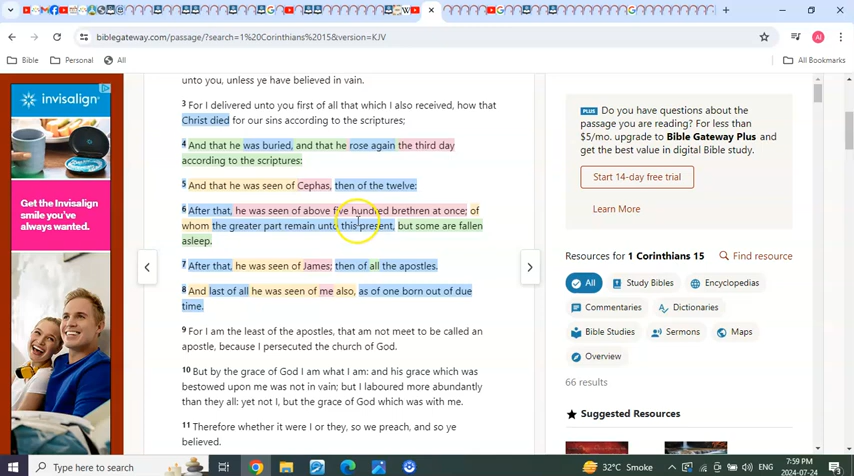 biblegateway.com/passage/?search=1%20Corinthians%2015&version=KJV
AI
Bible
Personal
All
All Bookmarks
invisalign
Get the Invisalign
smile you've
always wanted.
unto you, unless ye have believed in vain.
3 For I delivered unto you first of all that which I also received, how that
Christ died for our sins according to the scriptures;
4 And that he was buried, and that he rose again the third day
according to the scriptures:
5 And that he was seen of Cephas, then of the twelve:
6 After that, he was seen of above five hundred brethren at once; of
whom the greater part remain unto this present, but some are fallen
asleep.
7 After that, he was seen of James; then of all the apostles.
8 And last of all he was seen of me also, as of one born out of due
time.
9 For I am the least of the apostles, that am not meet to be called an
apostle, because I persecuted the church of God.
10 But by the grace of God I am what I am: and his grace which was
bestowed upon me was not in vain; but I laboured more abundantly
than they all: yet not I, but the grace of God which was with me.
11 Therefore whether it were I or they, so we preach, and so ye
believed.
PLUS Do you have questions about the
passage you are reading? For less than
$5/mo. upgrade to Bible Gateway Plus and
get the best value in digital Bible study.
Start 14-day free trial
Learn More
Resources for 1 Corinthians 15
Find resource
All
Study Bibles
Encyclopedias
Commentaries
Dictionaries
Bible Studies
Sermons
Maps
Overview
66 results
Suggested Resources
Type here to search
32°C Smoke
ENG
7:59 PM
2024-07-24